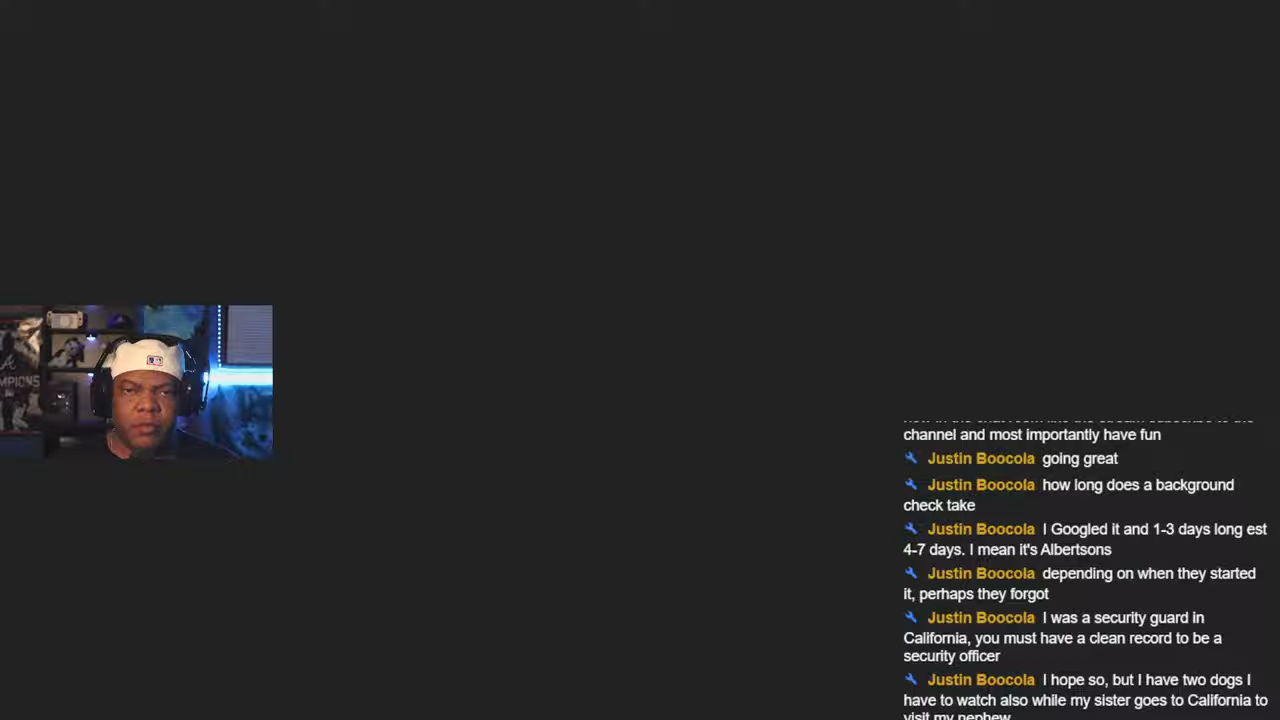 channel and most importantly have fun
Justin Boocola going great
Justin Boocola how long does a background
check take
Justin Boocola I Googled it and 1-3 days long est
4-7 days. I mean it's Albertsons
Justin Boocola depending on when they started
it, perhaps they forgot
Justin Boocola I was a security guard in
California, you must have a clean record to be a
security officer
Justin Boocola I hope so, but I have two dogs I
have to watch also while my sister goes to California to
visit my nephew
MPIONS